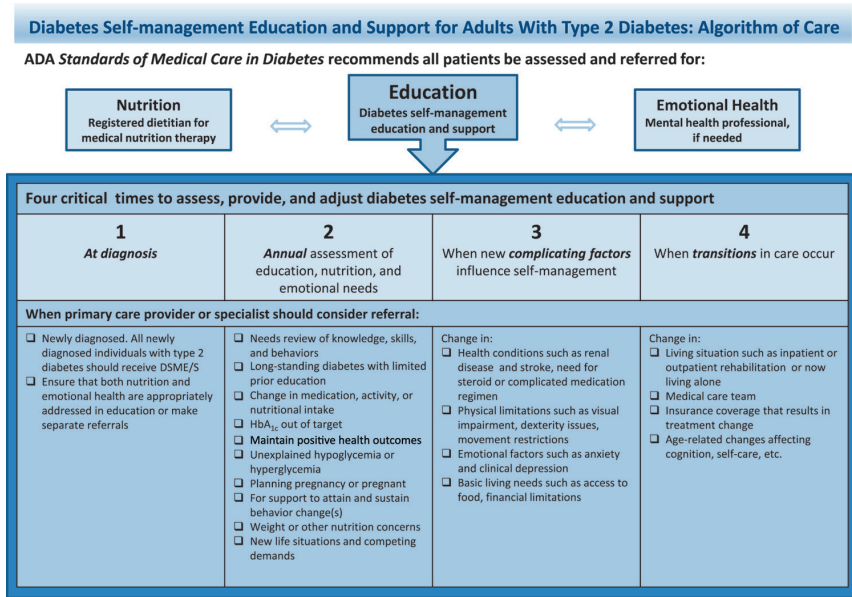 Diabetes Self-management Education and Support for Adults With Type 2 Diabetes: Algorithm of Care
ADA Standards of Medical Care in Diabetes recommends all patients be assessed and referred for:
Nutrition
Registered dietitian for
medical nutrition therapy
Education
Diabetes self-management
education and support
Emotional Health
Mental health professional,
if needed
Four critical times to assess, provide, and adjust diabetes self-management education and support
1
At diagnosis
2
Annual assessment of
education, nutrition, and
emotional needs
3
When new complicating factors
influence self-management
4
When transitions in care occur
When primary care provider or specialist should consider referral:
❑ Newly diagnosed. All newly
diagnosed individuals with type 2
diabetes should receive DSME/S
❑ Ensure that both nutrition and
emotional health are appropriately
addressed in education or make
separate referrals
❑ Needs review of knowledge, skills,
and behaviors
❑ Long-standing diabetes with limited
prior education
❑ Change in medication, activity, or
nutritional intake
❑ HbA1c out of target
❑ Maintain positive health outcomes
❑ Unexplained hypoglycemia or
hyperglycemia
❑ Planning pregnancy or pregnant
❑ For support to attain and sustain
behavior change(s)
❑ Weight or other nutrition concerns
❑ New life situations and competing
demands
Change in:
❑ Health conditions such as renal
disease and stroke, need for
steroid or complicated medication
regimen
❑ Physical limitations such as visual
impairment, dexterity issues,
movement restrictions
❑ Emotional factors such as anxiety
and clinical depression
❑ Basic living needs such as access to
food, financial limitations
Change in:
❑ Living situation such as inpatient or
outpatient rehabilitation or now
living alone
❑ Medical care team
❑ Insurance coverage that results in
treatment change
❑ Age-related changes affecting
cognition, self-care, etc.